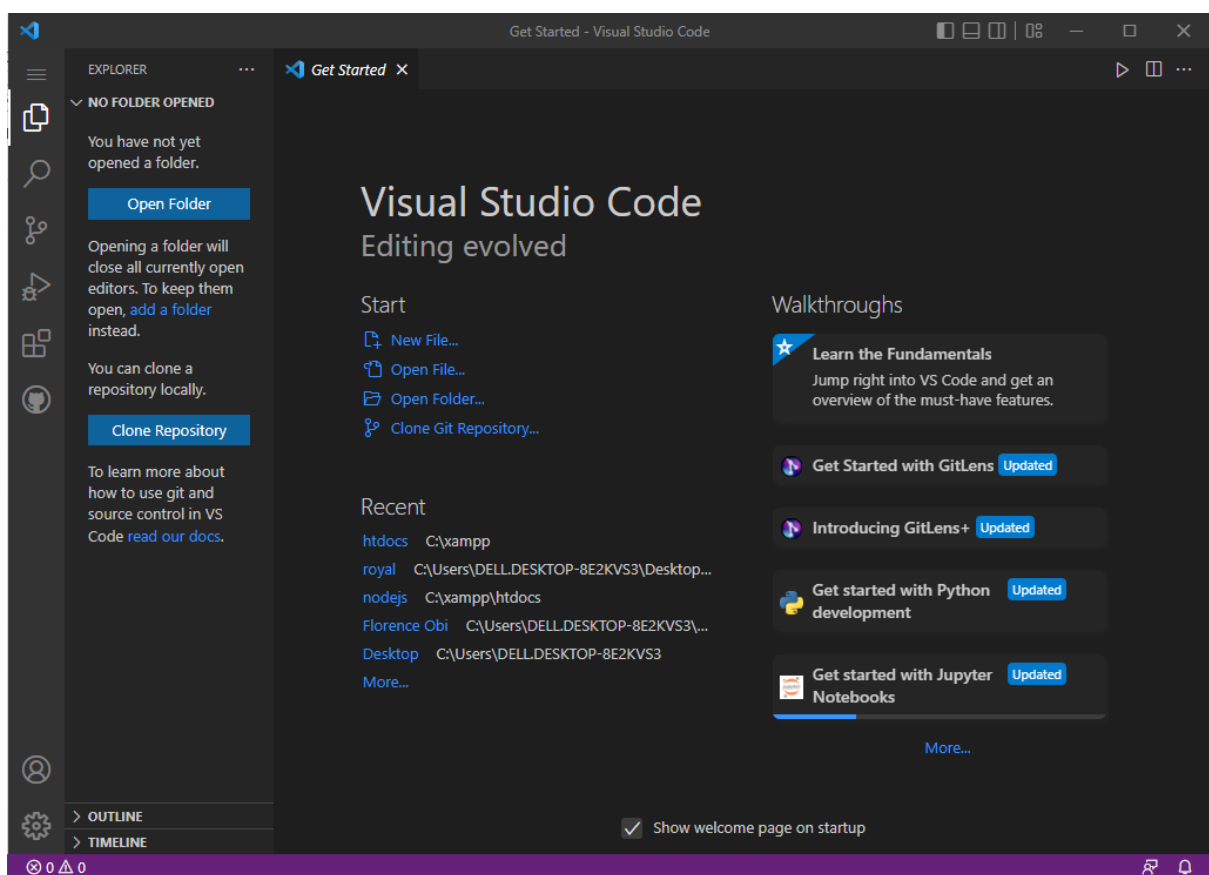 Get Started - Visual Studio Code
EXPLORER
Get Started
NO FOLDER OPENED
You have not yet
opened a folder.
Open Folder
Opening a folder will
close all currently open
editors. To keep them
open, add a folder
instead.
You can clone a
repository locally.
Clone Repository
To learn more about
how to use git and
source control in VS
Code read our docs.
OUTLINE
TIMELINE
Visual Studio Code
Editing evolved
Start
New File...
Open File...
Open Folder...
Clone Git Repository...
Recent
htdocs C:\xampp
royal C:\Users\DELL.DESKTOP-8E2KVS3\Desktop...
nodejs C:\xampp\htdocs
Florence Obi C:\Users\DELL.DESKTOP-8E2KVS3\...
Desktop C:\Users\DELL.DESKTOP-8E2KVS3
More...
Walkthroughs
Learn the Fundamentals
Jump right into VS Code and get an
overview of the must-have features.
Get Started with GitLens Updated
Introducing GitLens+ Updated
Get started with Python Updated
development
Get started with Jupyter Updated
Notebooks
More...
Show welcome page on startup
0 0